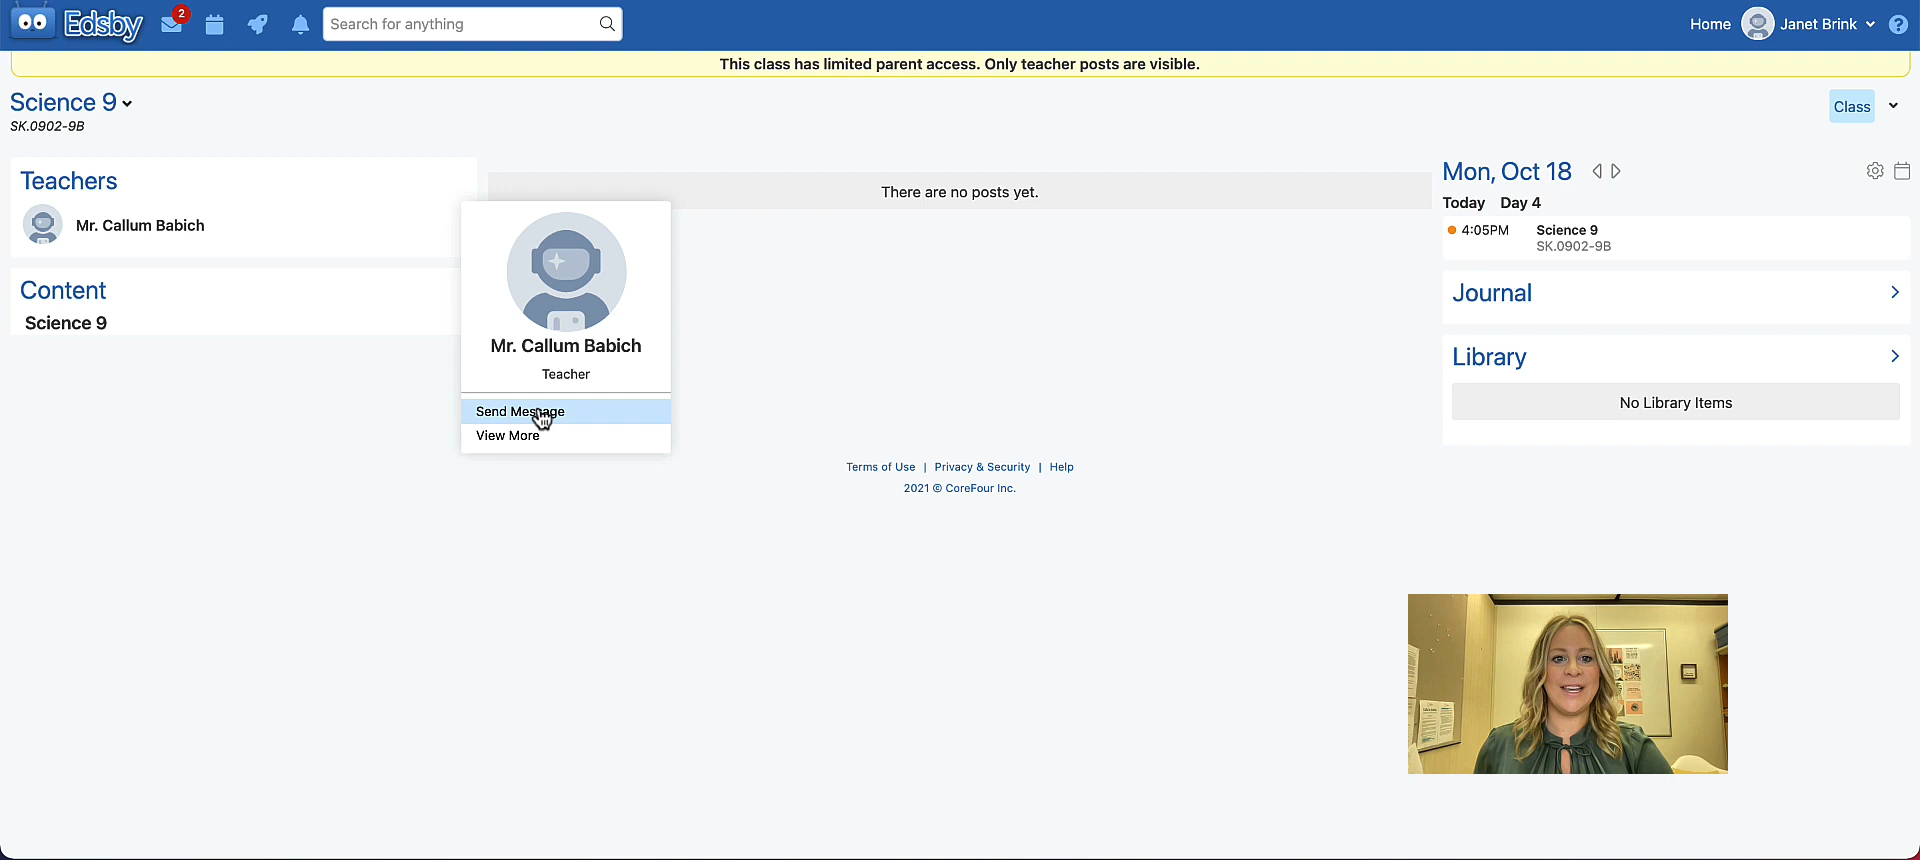 Edsby
2
Search for anything
Home
Janet Brink
?
This class has limited parent access. Only teacher posts are visible.
Science 9
SK.0902-9B
Class
Teachers
Mr. Callum Babich
Content
Science 9
There are no posts yet.
Mr. Callum Babich
Teacher
Send Message
View More
Mon, Oct 18
Today Day 4
4:05PM Science 9
SK.0902-9B
Journal
Library
No Library Items
Terms of Use | Privacy & Security | Help
2021 © CoreFour Inc.